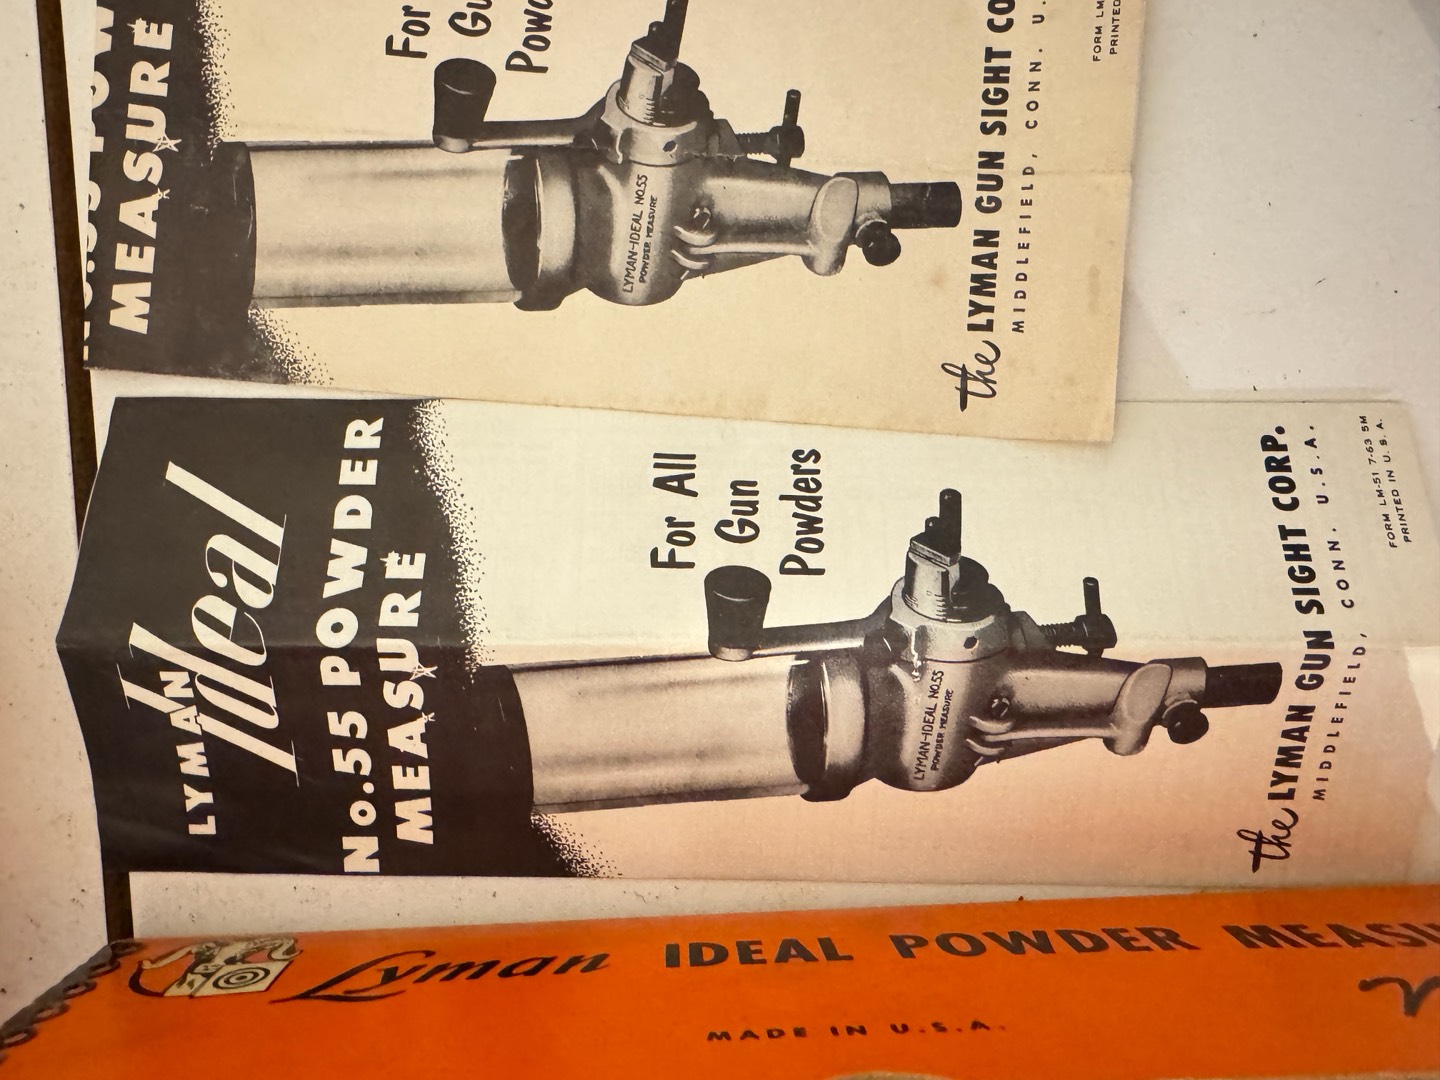 MEASURE
For
LYMAN-IDEAL NO.55
POWDER MEASURE
the LYMAN GUN SIGHT
MIDDLEFIELD, CONN. U.
FORM
PRINTED
LYMAN
Ideal
No.55 POWDER
MEASURE
For All
Gun
Powders
LYMAN-IDEAL NO.55
POWDER MEASURE
the LYMAN GUN SIGHT CORP.
MIDDLEFIELD, CONN. U.S.A.
FORM LM-51 7-63 5M
PRINTED IN U.S.A.
Lyman IDEAL POWDER
MADE IN U.S.A.